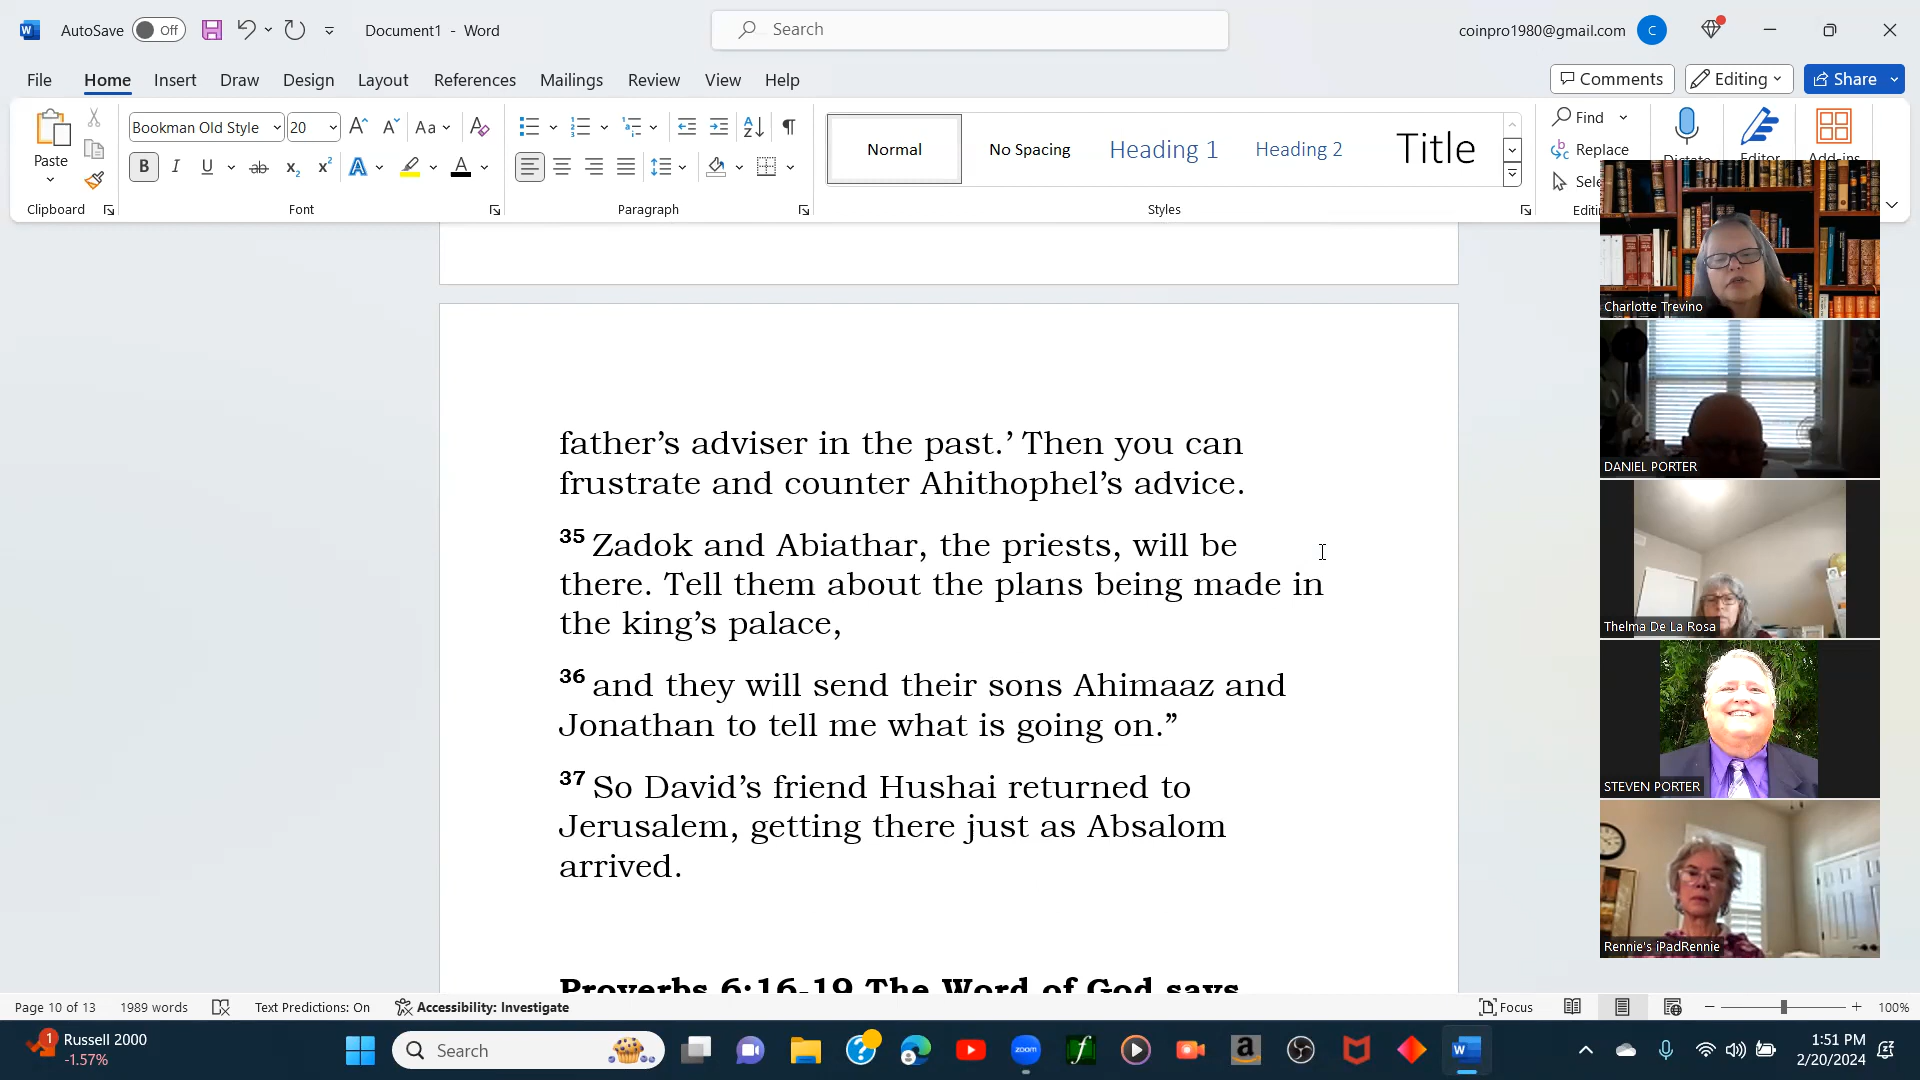 AutoSave Off Document1 - Word Search coinpro1980@gmail.com C
File Home Insert Draw Design Layout References Mailings Review View Help Comments Editing Share
Paste
Clipboard
Bookman Old Style 20
Font
Paragraph
Normal No Spacing Heading 1 Heading 2 Title
Styles
Find
Replace
Dictate Editor Add-ins
father’s adviser in the past.’ Then you can
frustrate and counter Ahithophel’s advice.
35 Zadok and Abiathar, the priests, will be
there. Tell them about the plans being made in
the king’s palace,
36 and they will send their sons Ahimaaz and
Jonathan to tell me what is going on.”
37 So David’s friend Hushai returned to
Jerusalem, getting there just as Absalom
arrived.
Proverbs 6:16-19 The Word of God says
Charlotte Trevino
DANIEL PORTER
Thelma De La Rosa
STEVEN PORTER
Rennie's iPadRennie
Page 10 of 13 1989 words Text Predictions: On Accessibility: Investigate Focus 100%
1 Russell 2000
-1.57%
Search
zoom
1:51 PM
2/20/2024